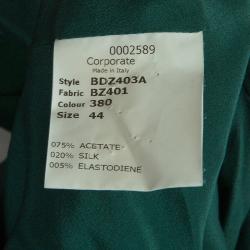 0002589
Corporate
Made in Italy
Style BDZ403A
Fabric BZ401
Colour 380
Size 44
075% ACETATE
020% SILK
005% ELASTODIENE